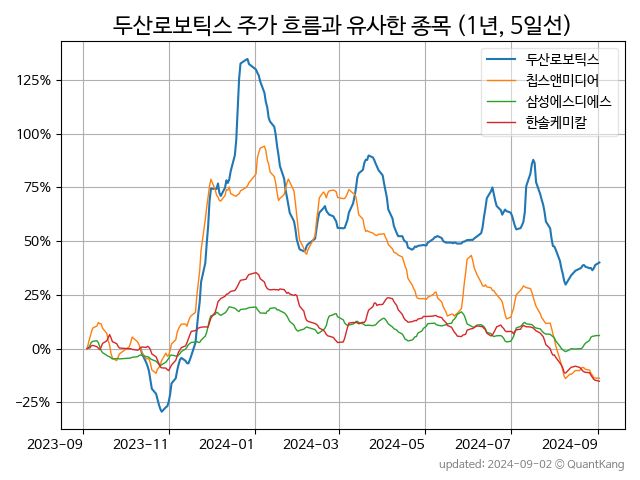 두산로보틱스 주가 흐름과 유사한 종목 (1년, 5일선)
두산로보틱스
칩스앤미디어
삼성에스디에스
한솔케미칼
125%
100%
75%
50%
25%
0%
−25%
2023-09 2023-11 2024-01 2024-03 2024-05 2024-07 2024-09
updated: 2024-09-02 © QuantKang